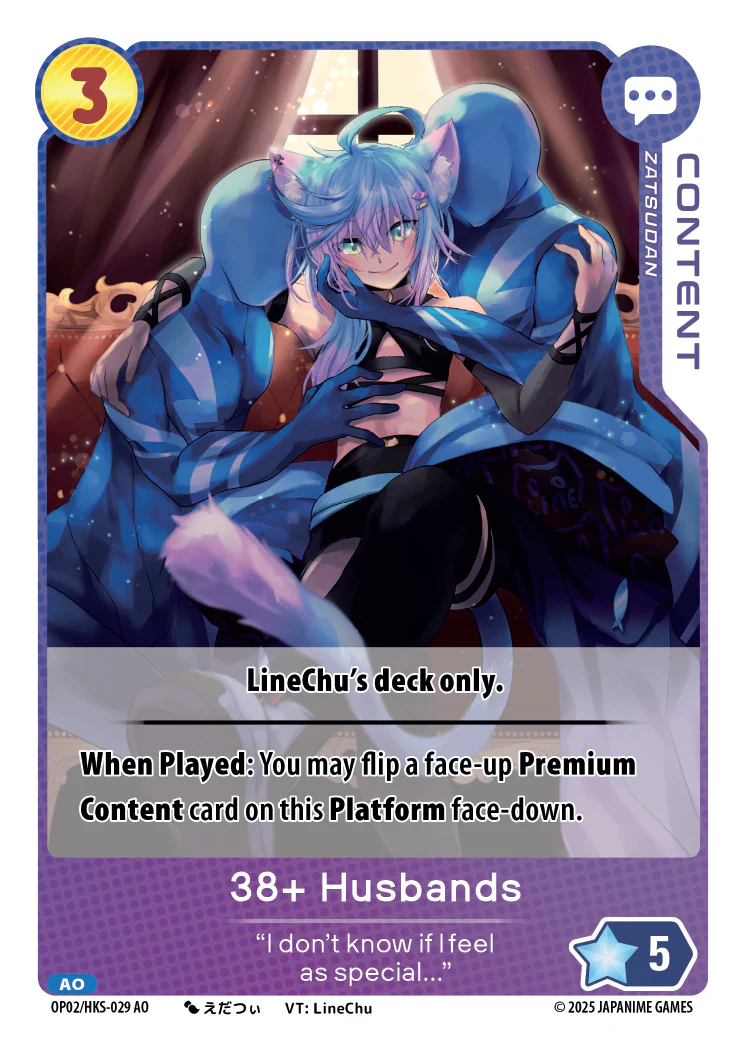 3
CONTENT
ZATSUDAN
LineChu's deck only.
When Played: You may flip a face-up Premium
Content card on this Platform face-down.
38+ Husbands
“I don't know if I feel
as special...”
5
AO
OP02/HKS-029 AO
えだつぃ
VT: LineChu
© 2025 JAPANIME GAMES